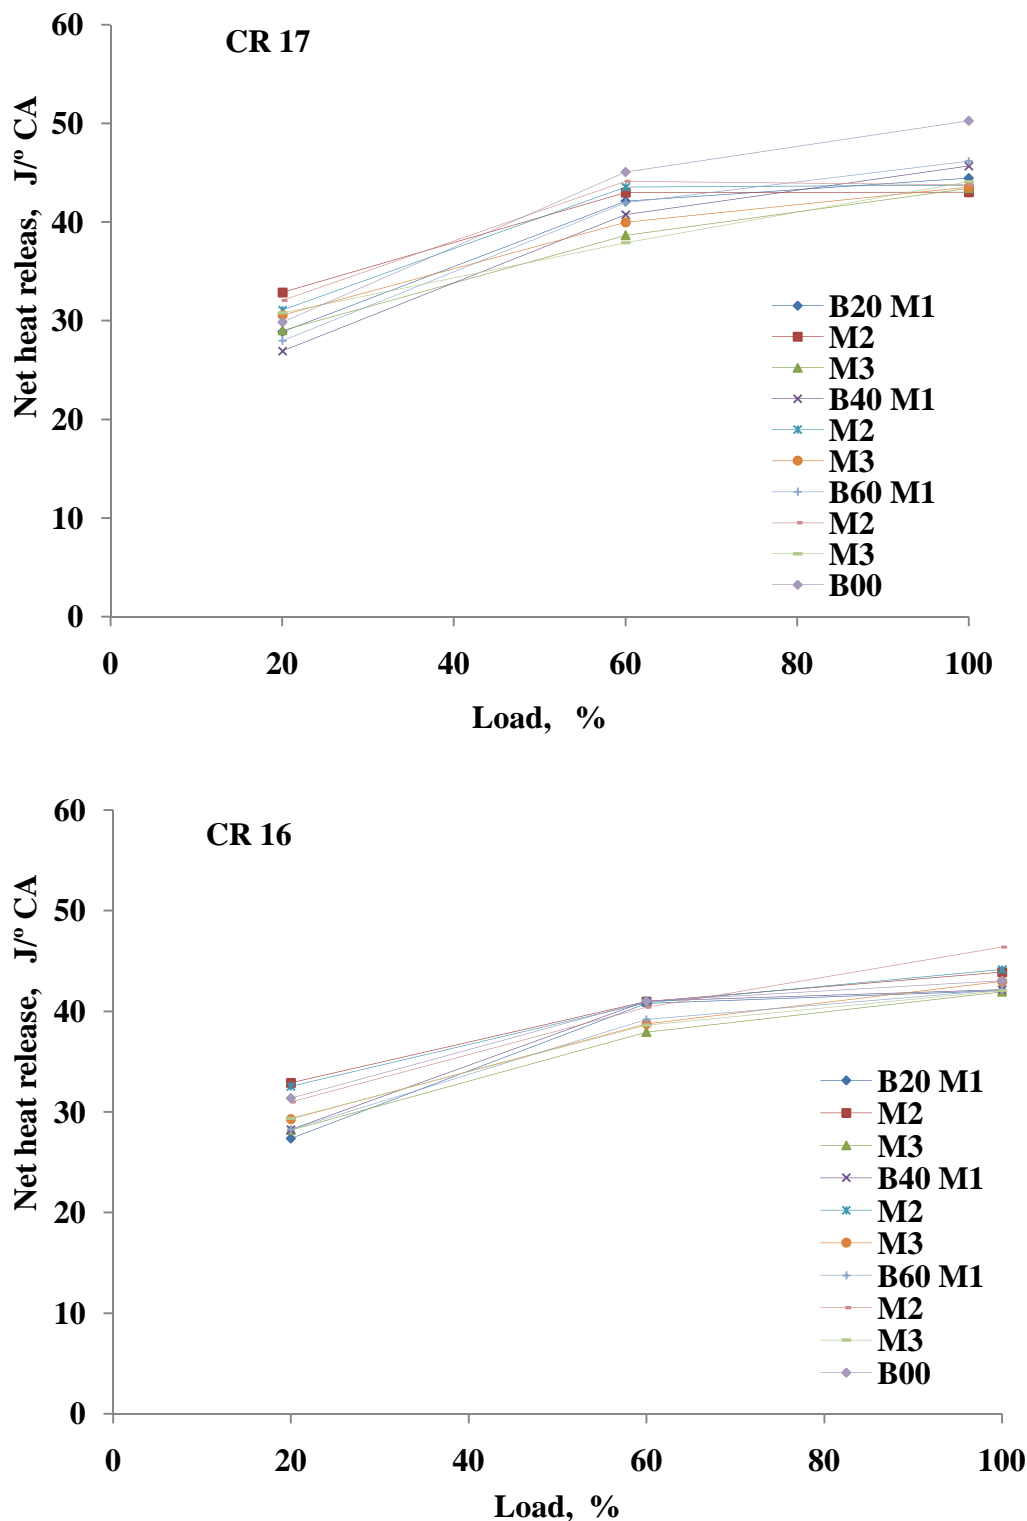 CR 17
60
50
40
30
20
10
0
Net heat releas, J/º CA
B20 M1
M2
M3
B40 M1
M2
M3
B60 M1
M2
M3
B00
0 20 40 60 80 100
Load, %
CR 16
60
50
40
30
20
10
0
Net heat release, J/º CA
B20 M1
M2
M3
B40 M1
M2
M3
B60 M1
M2
M3
B00
0 20 40 60 80 100
Load, %